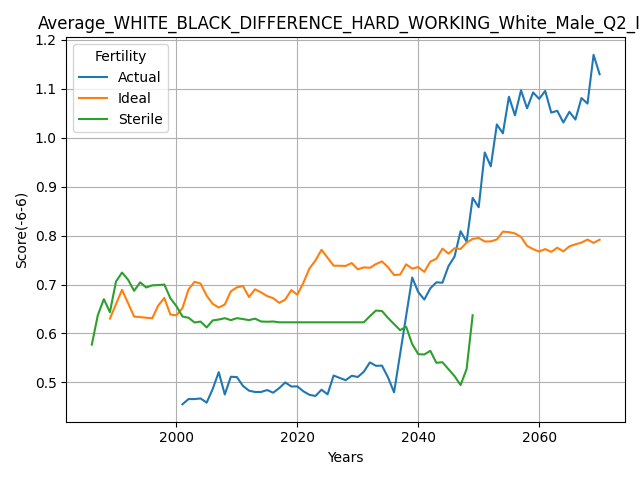 Average_WHITE_BLACK_DIFFERENCE_HARD_WORKING_White_Male_Q2_I
Fertility
Actual
Ideal
Sterile
Score(-6-6)
1.2
1.1
1.0
0.9
0.8
0.7
0.6
0.5
2000 2020 2040 2060
Years